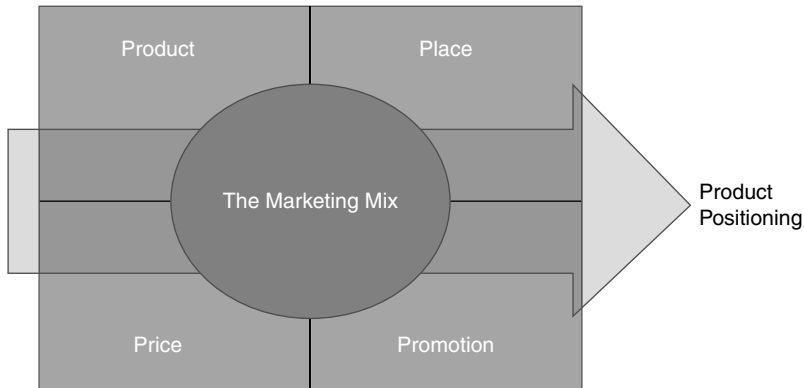 Product
Place
The Marketing Mix
Product
Positioning
Price
Promotion